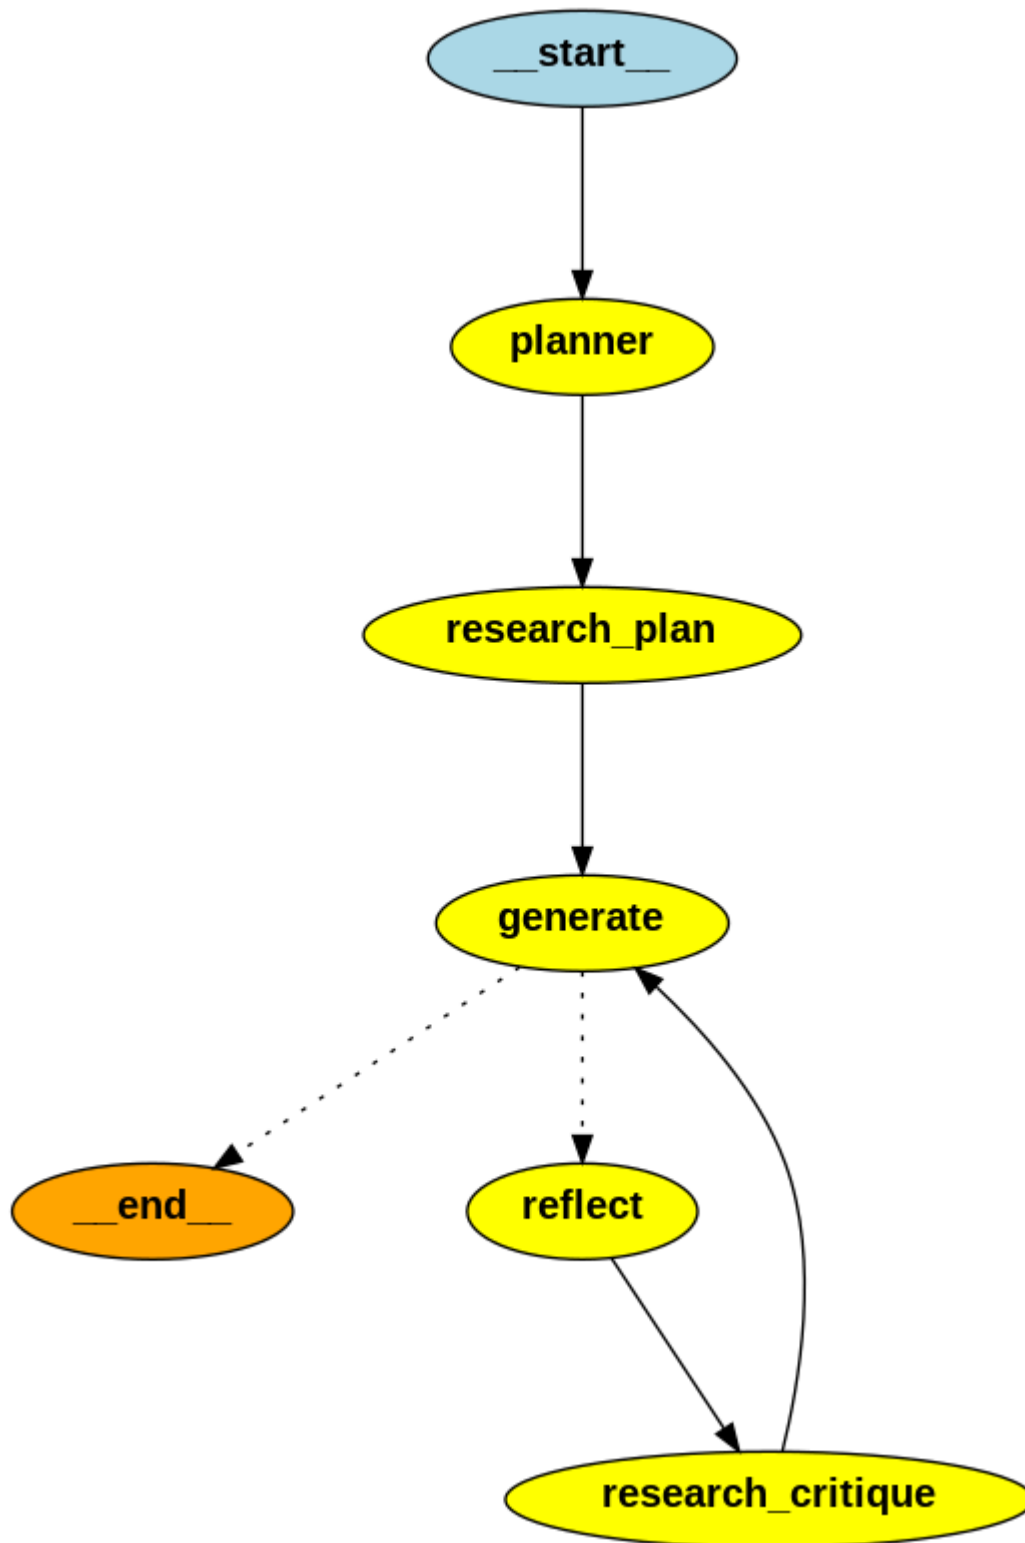 __start__
planner
research_plan
generate
__end__
reflect
research_critique